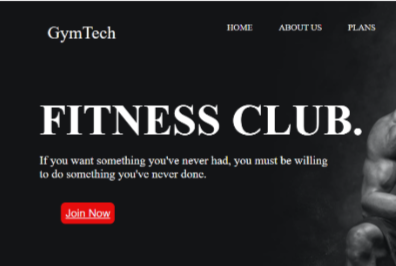 GymTech
HOME ABOUT US PLANS
FITNESS CLUB.
If you want something you've never had, you must be willing
to do something you've never done.
Join Now